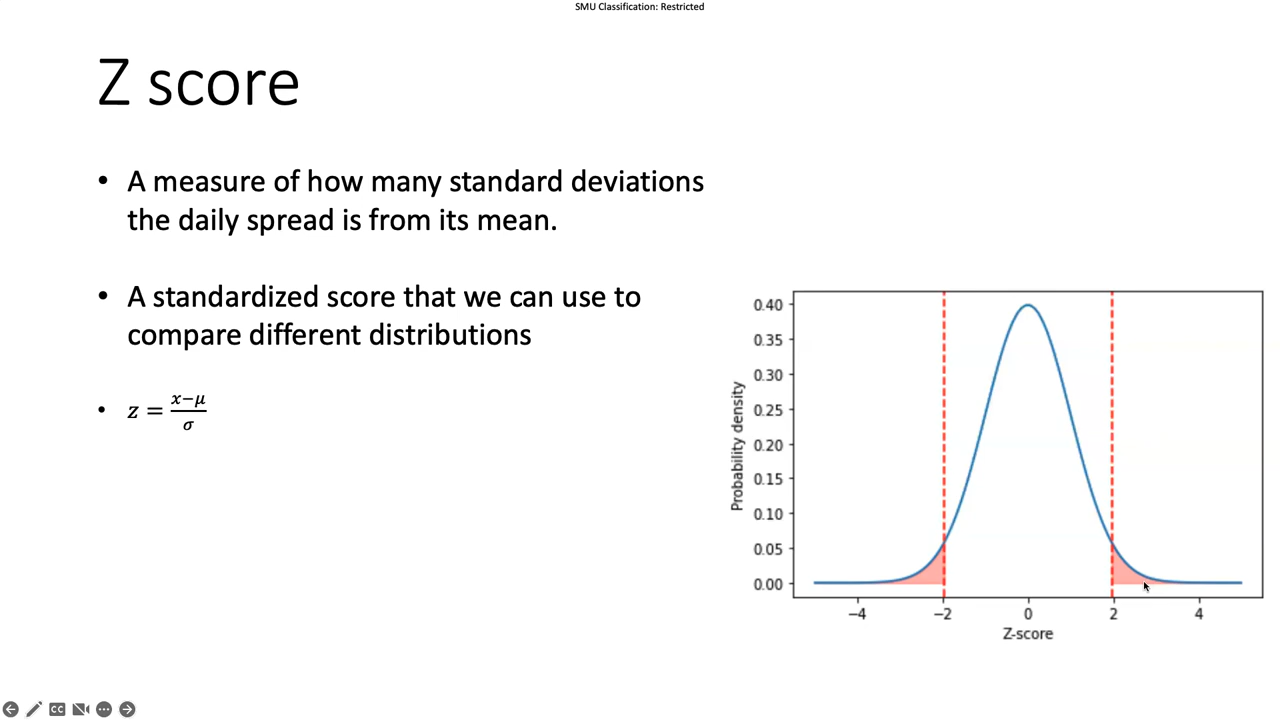 SMU Classification: Restricted
Z score
• A measure of how many standard deviations
the daily spread is from its mean.
• A standardized score that we can use to
compare different distributions
• z = (x−μ)/σ
0.40
0.35
0.30
0.25
0.20
0.15
0.10
0.05
0.00
Probability density
−4 −2 0 2 4
Z-score
CC